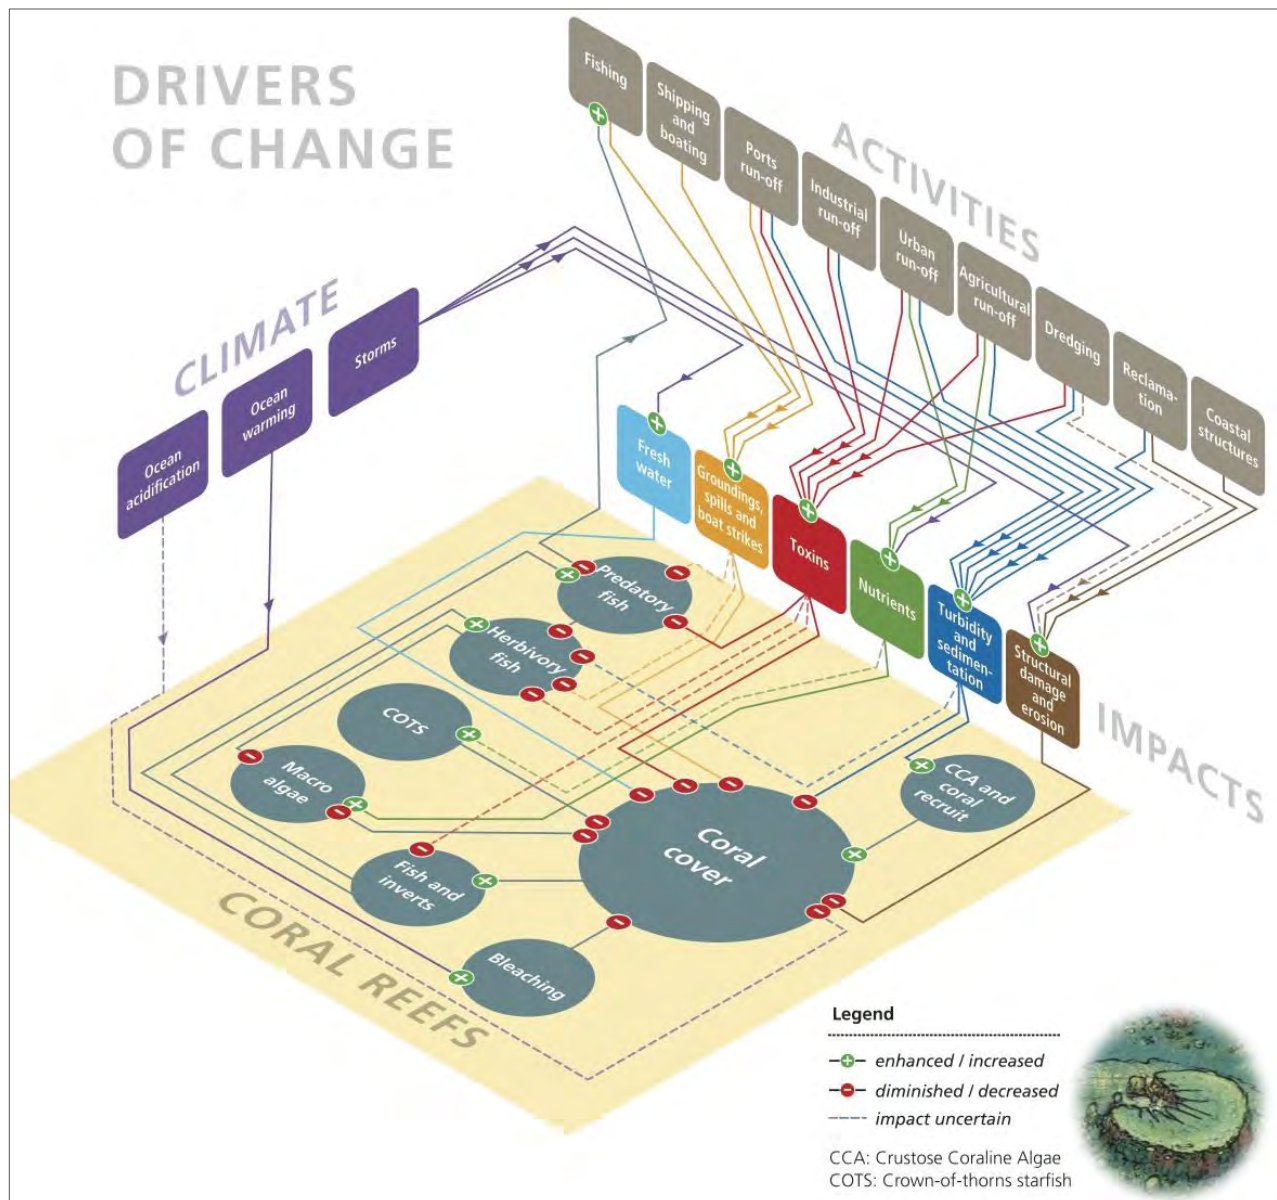 DRIVERS
OF CHANGE
ACTIVITIES
Fishing
Shipping
and
boating
Ports
run-off
Industrial
run-off
Urban
run-off
Agricultural
run-off
Dredging
Reclama-
tion
Coastal
structures
CLIMATE
Storms
Ocean
warming
Ocean
acidification
Fresh
water
Groundings,
spills and
boat strikes
Toxins
Nutrients
Turbidity
and
sedimen-
tation
Structural
damage
and
erosion
IMPACTS
Predatory
fish
Herbivory
fish
COTS
Macro
algae
Fish and
inverts
Bleaching
Coral
cover
CCA and
coral
recruit
CORAL REEFS
Legend
enhanced / increased
diminished / decreased
impact uncertain
CCA: Crustose Coraline Algae
COTS: Crown-of-thorns starfish